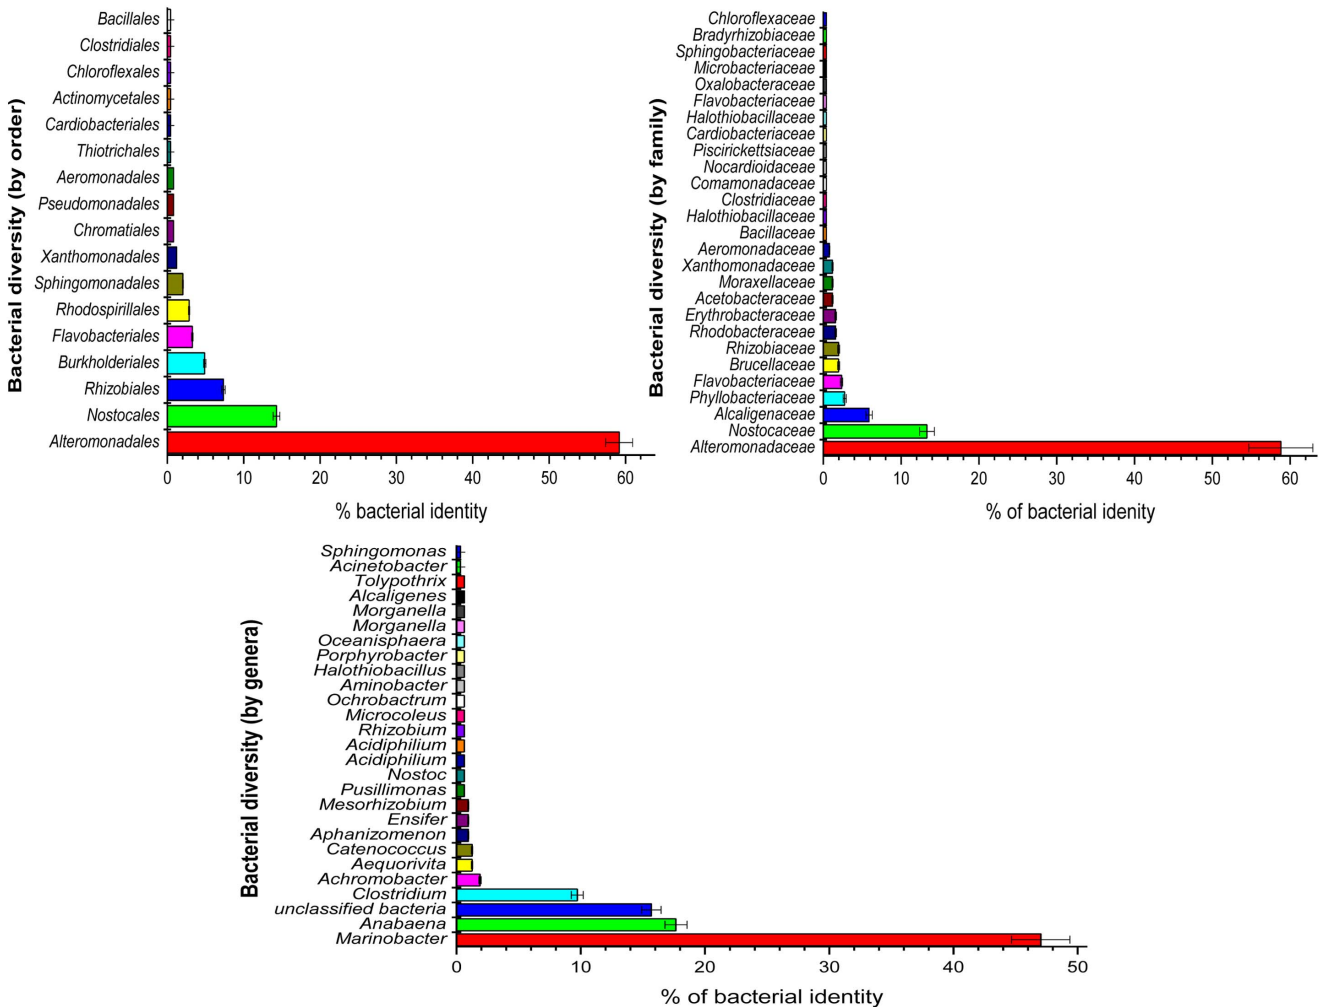 Bacterial diversity (by order)
Bacillales
Clostridiales
Chloroflexales
Actinomycetales
Cardiobacteriales
Thiotrichales
Aeromonadales
Pseudomonadales
Chromatiales
Xanthomonadales
Sphingomonadales
Rhodospirillales
Flavobacteriales
Burkholderiales
Rhizobiales
Nostocales
Alteromonadales
0 10 20 30 40 50 60
% bacterial identity
Bacterial diversity (by family)
Chloroflexaceae
Bradyrhizobiaceae
Sphingobacteriaceae
Microbacteriaceae
Oxalobacteraceae
Flavobacteriaceae
Halothiobacillaceae
Cardiobacteriaceae
Piscirickettsiaceae
Nocardioidaceae
Comamonadaceae
Clostridiaceae
Halothiobacillaceae
Bacillaceae
Aeromonadaceae
Xanthomonadaceae
Moraxellaceae
Acetobacteraceae
Erythrobacteraceae
Rhodobacteraceae
Rhizobiaceae
Brucellaceae
Flavobacteriaceae
Phyllobacteriaceae
Alcaligenaceae
Nostocaceae
Alteromonadaceae
0 10 20 30 40 50 60
% of bacterial idenity
Bacterial diversity (by genera)
Sphingomonas
Acinetobacter
Tolypothrix
Alcaligenes
Morganella
Morganella
Oceanisphaera
Porphyrobacter
Halothiobacillus
Aminobacter
Ochrobactrum
Microcoleus
Rhizobium
Acidiphilium
Acidiphilium
Nostoc
Pusillimonas
Mesorhizobium
Ensifer
Aphanizomenon
Catenococcus
Aequorivita
Achromobacter
Clostridium
unclassified bacteria
Anabaena
Marinobacter
0 10 20 30 40 50
% of bacterial identity